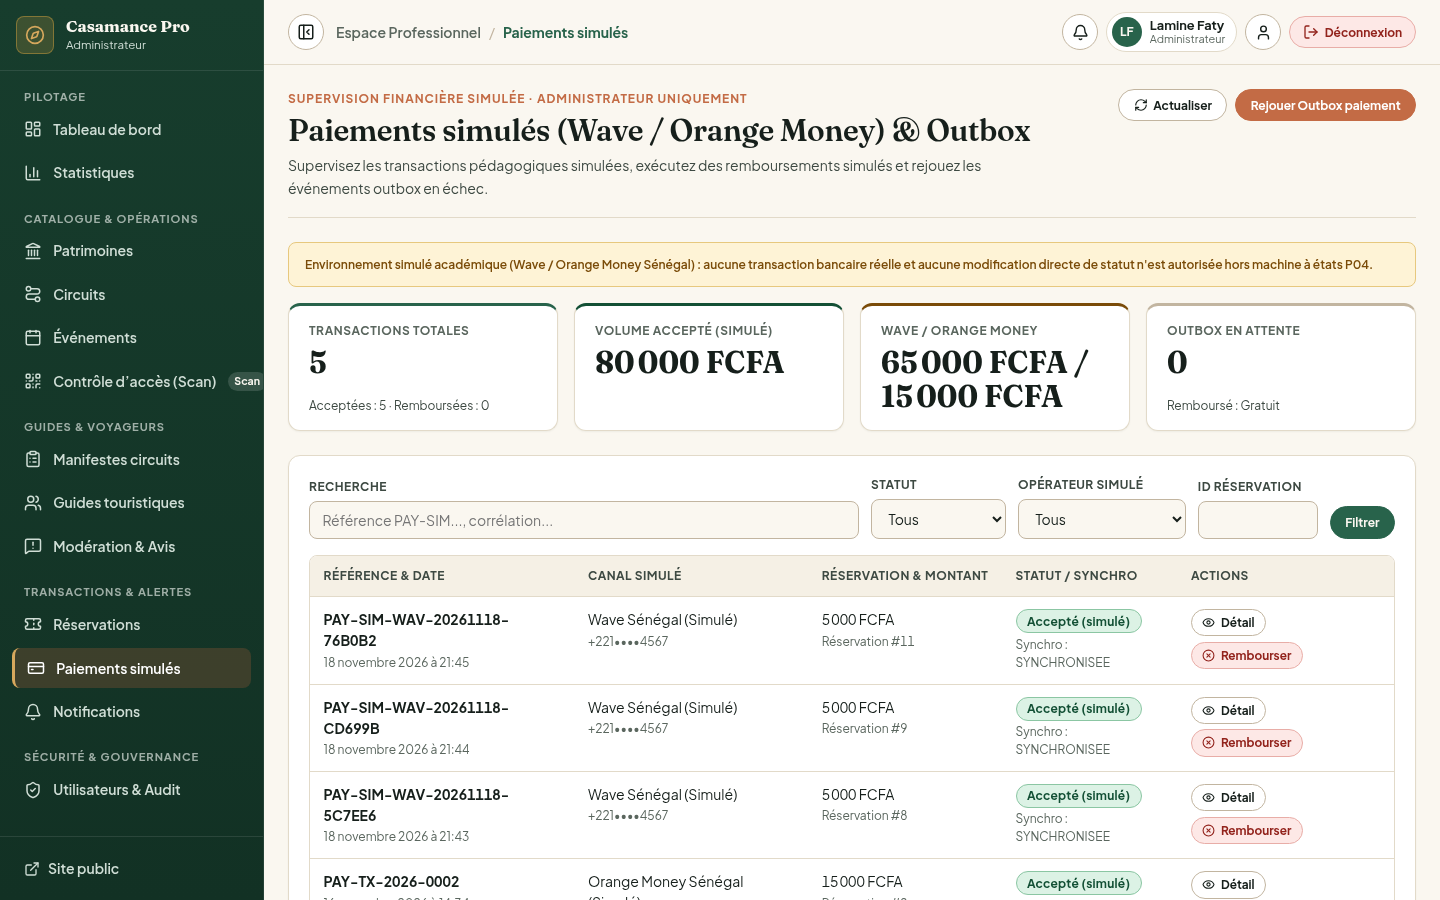 Casamance Pro
Administrateur
PILOTAGE
Tableau de bord
Statistiques
CATALOGUE & OPÉRATIONS
Patrimoines
Circuits
Événements
Contrôle d’accès (Scan) Scan
GUIDES & VOYAGEURS
Manifestes circuits
Guides touristiques
Modération & Avis
TRANSACTIONS & ALERTES
Réservations
Paiements simulés
Notifications
SÉCURITÉ & GOUVERNANCE
Utilisateurs & Audit
Site public
Espace Professionnel / Paiements simulés
LF
Lamine Faty
Administrateur
Déconnexion
SUPERVISION FINANCIÈRE SIMULÉE · ADMINISTRATEUR UNIQUEMENT
Paiements simulés (Wave / Orange Money) & Outbox
Supervisez les transactions pédagogiques simulées, exécutez des remboursements simulés et rejouez les
événements outbox en échec.
Actualiser
Rejouer Outbox paiement
Environnement simulé académique (Wave / Orange Money Sénégal) : aucune transaction bancaire réelle et aucune modification directe de statut n’est autorisée hors machine à états P04.
TRANSACTIONS TOTALES
5
Acceptées : 5 · Remboursées : 0
VOLUME ACCEPTÉ (SIMULÉ)
80 000 FCFA
WAVE / ORANGE MONEY
65 000 FCFA /
15 000 FCFA
OUTBOX EN ATTENTE
0
Remboursé : Gratuit
RECHERCHE
Référence PAY-SIM..., corrélation...
STATUT
Tous
OPÉRATEUR SIMULÉ
Tous
ID RÉSERVATION
Filtrer
RÉFÉRENCE & DATE CANAL SIMULÉ RÉSERVATION & MONTANT STATUT / SYNCHRO ACTIONS
PAY-SIM-WAV-20261118-
76B0B2
18 novembre 2026 à 21:45
Wave Sénégal (Simulé)
+221••••4567
5 000 FCFA
Réservation #11
Accepté (simulé)
Synchro :
SYNCHRONISEE
Détail
Rembourser
PAY-SIM-WAV-20261118-
CD699B
18 novembre 2026 à 21:44
Wave Sénégal (Simulé)
+221••••4567
5 000 FCFA
Réservation #9
Accepté (simulé)
Synchro :
SYNCHRONISEE
Détail
Rembourser
PAY-SIM-WAV-20261118-
5C7EE6
18 novembre 2026 à 21:43
Wave Sénégal (Simulé)
+221••••4567
5 000 FCFA
Réservation #8
Accepté (simulé)
Synchro :
SYNCHRONISEE
Détail
Rembourser
PAY-TX-2026-0002
Orange Money Sénégal
15 000 FCFA
Accepté (simulé)
Détail